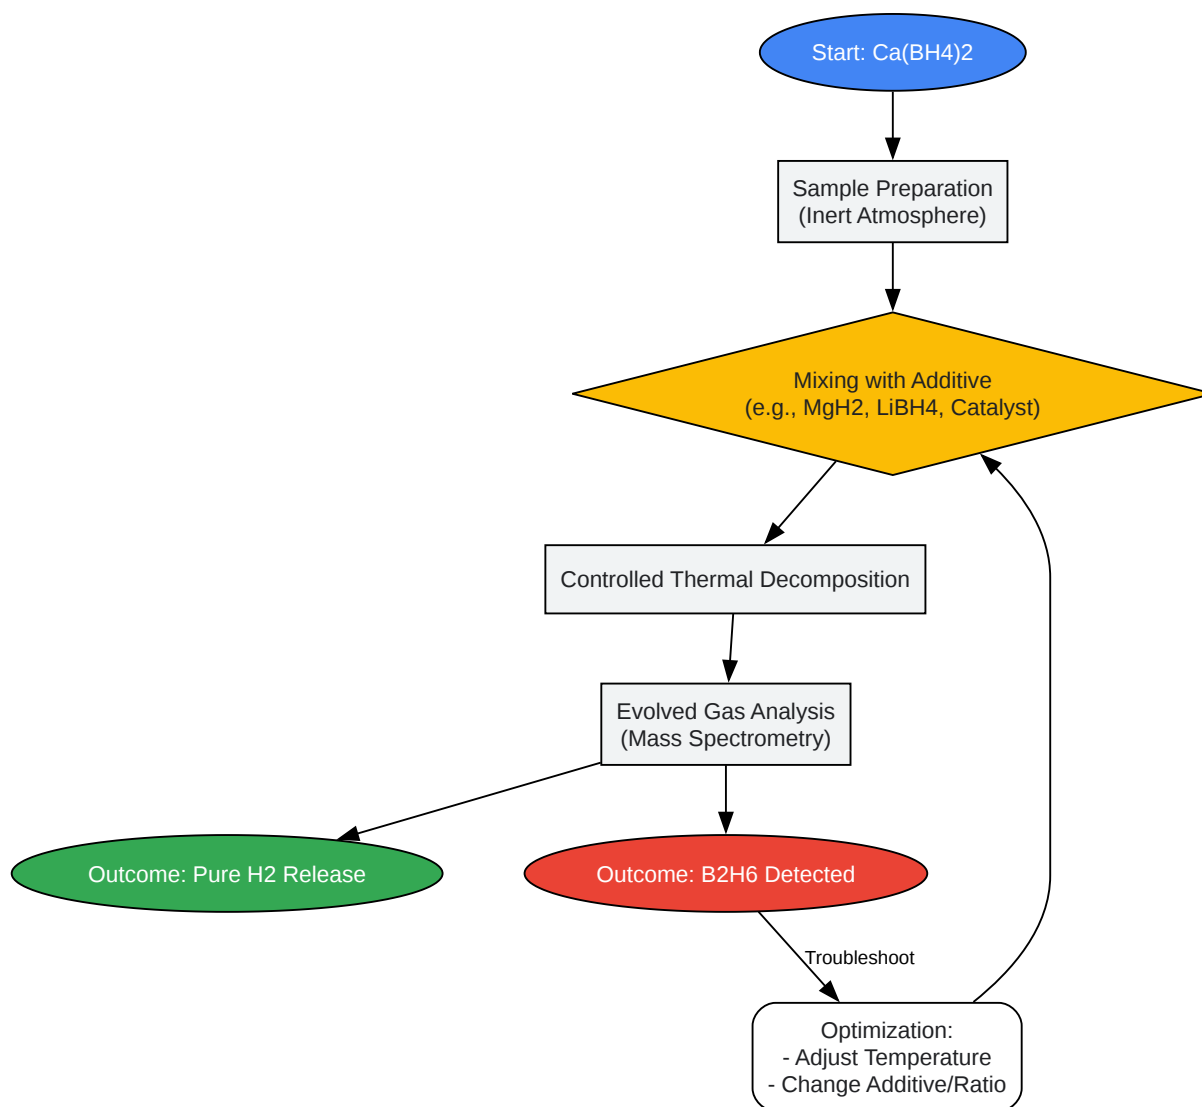 Start: Ca(BH4)2
Sample Preparation
(Inert Atmosphere)
Mixing with Additive
(e.g., MgH2, LiBH4, Catalyst)
Controlled Thermal Decomposition
Evolved Gas Analysis
(Mass Spectrometry)
Outcome: Pure H2 Release
Outcome: B2H6 Detected
Troubleshoot
Optimization:
- Adjust Temperature
- Change Additive/Ratio